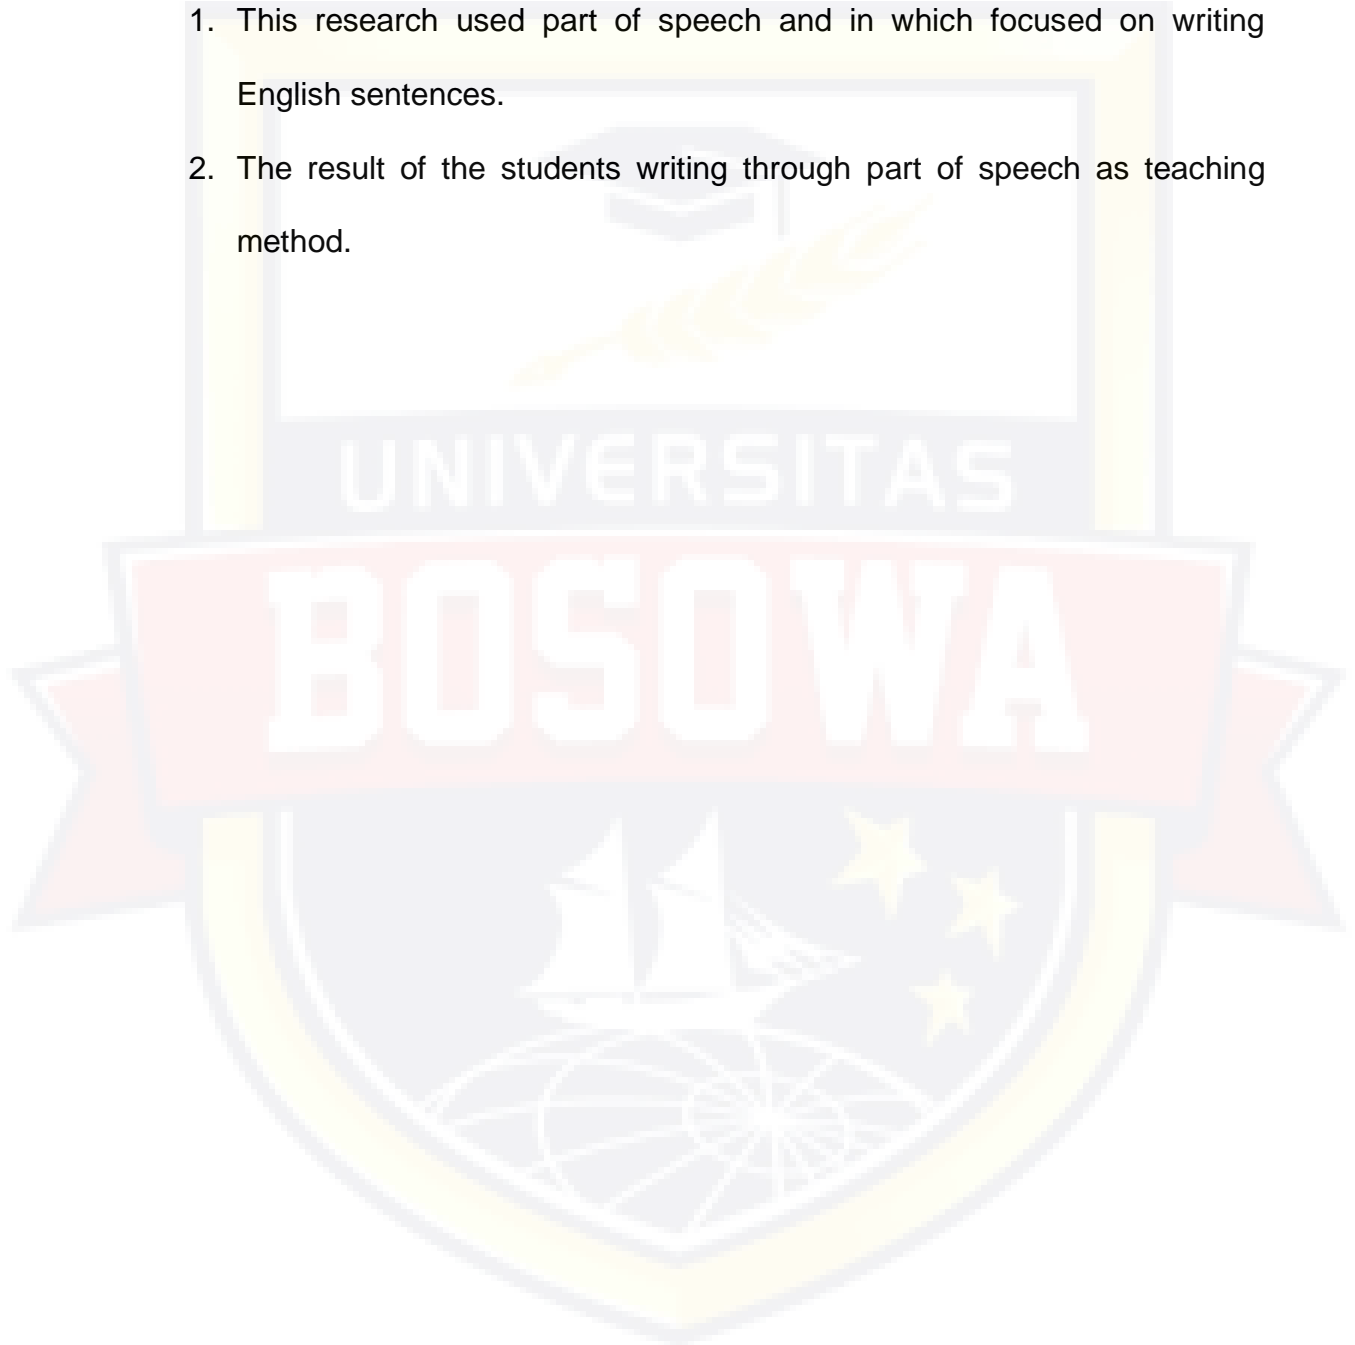 1. This research used part of speech and in which focused on writing
English sentences.
2. The result of the students writing through part of speech as teaching
method.
UNIVERSITAS
BOSOWA